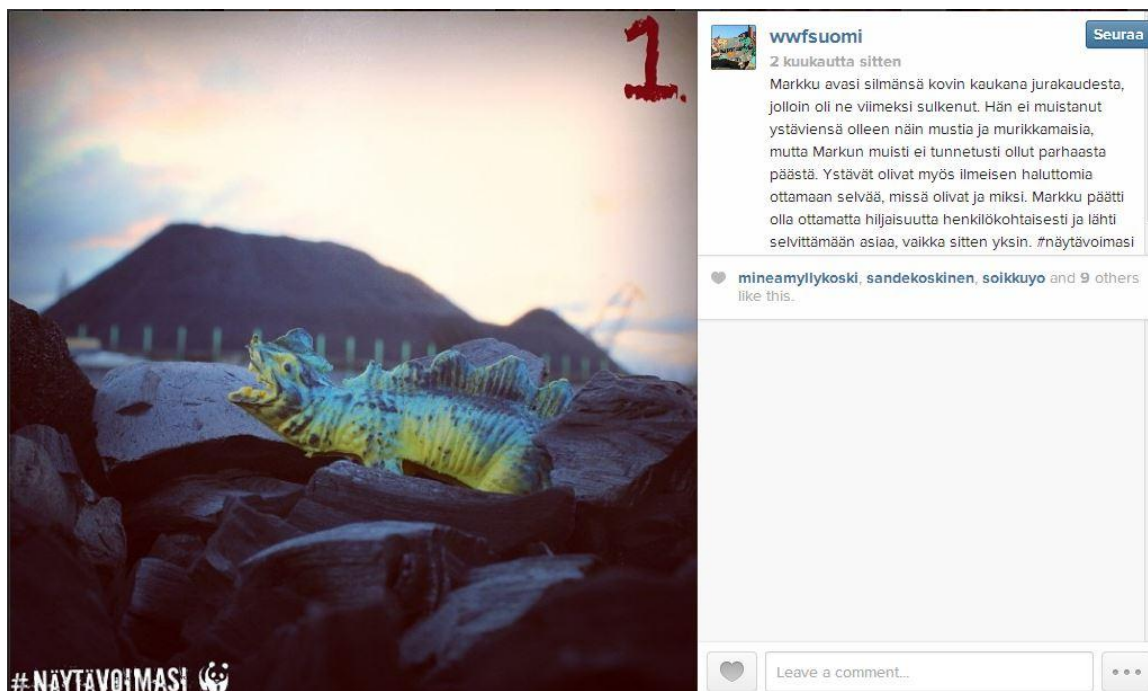 1.
#NÄYTÄVOIMASI
wwfsuomi
Seuraa
2 kuukautta sitten
Markku avasi silmänsä kovin kaukana jurakaudesta,
jolloin oli ne viimeksi sulkenut. Hän ei muistanut
ystäviensä olleen näin mustia ja murikkamaisia,
mutta Markun muisti ei tunnetusti ollut parhaasta
päästä. Ystävät olivat myös ilmeisen haluttomia
ottamaan selvää, missä olivat ja miksi. Markku päätti
olla ottamatta hiljaisuutta henkilökohtaisesti ja lähti
selvittämään asiaa, vaikka sitten yksin. #näytävoimasi
mineamyllykoski, sandekoskinen, soikkuyo and 9 others
like this.
Leave a comment...